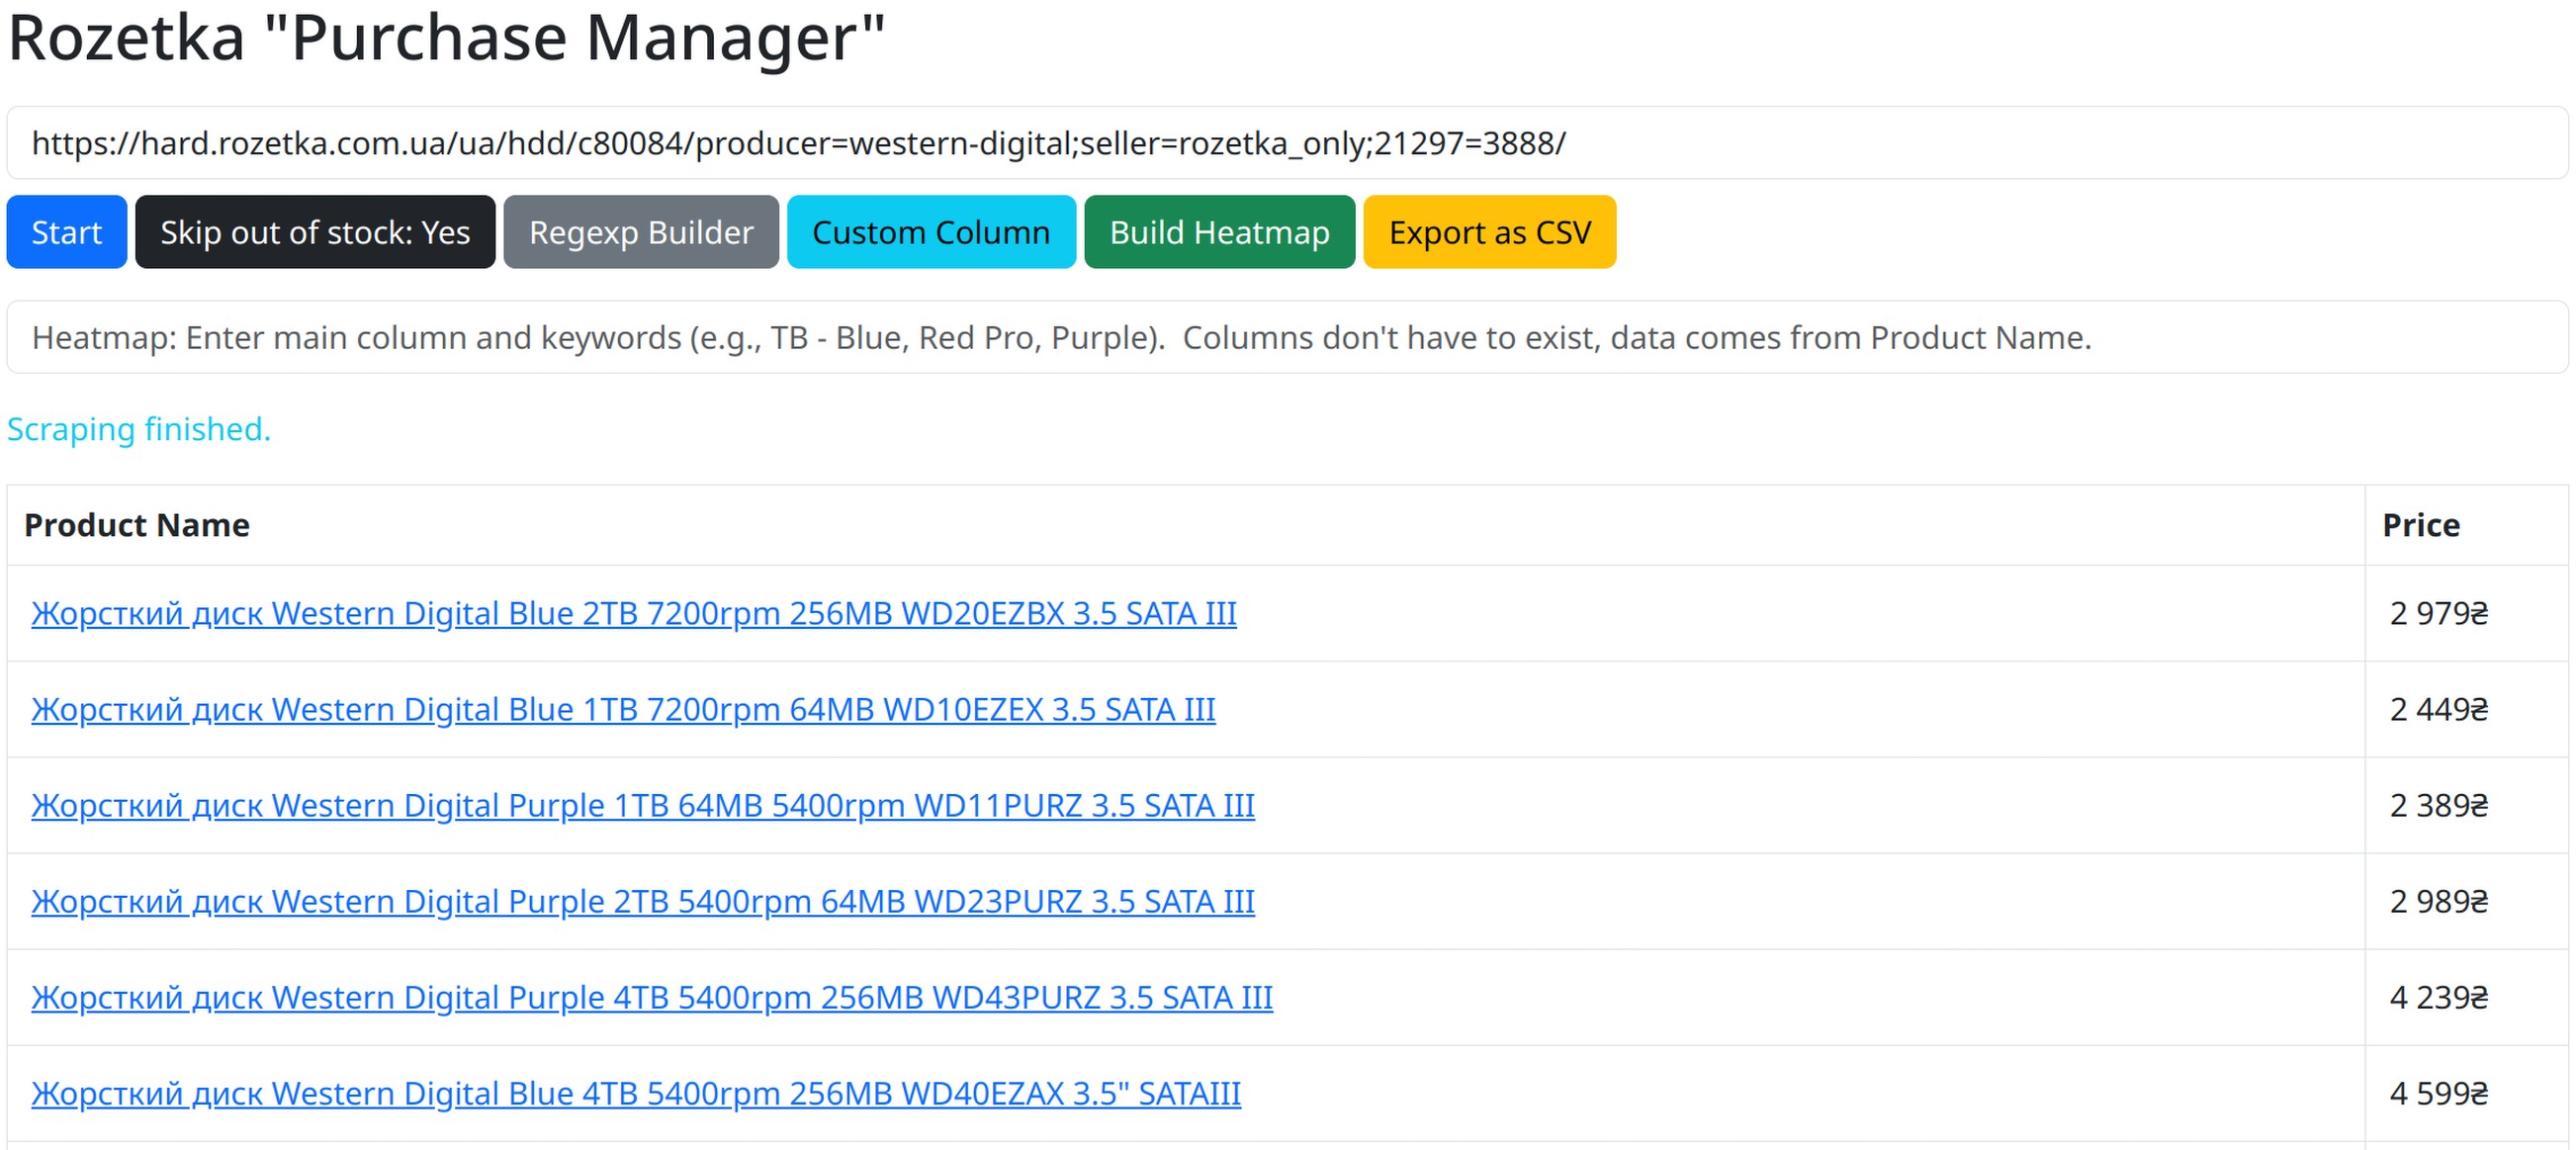 Rozetka "Purchase Manager"
https://hard.rozetka.com.ua/ua/hdd/c80084/producer=western-digital;seller=rozetka_only;21297=3888/
Start Skip out of stock: Yes Regexp Builder Custom Column Build Heatmap Export as CSV
Heatmap: Enter main column and keywords (e.g., TB - Blue, Red Pro, Purple).  Columns don't have to exist, data comes from Product Name.
Scraping finished.
Product Name Price
Жорсткий диск Western Digital Blue 2TB 7200rpm 256MB WD20EZBX 3.5 SATA III 2 979₴
Жорсткий диск Western Digital Blue 1TB 7200rpm 64MB WD10EZEX 3.5 SATA III 2 449₴
Жорсткий диск Western Digital Purple 1TB 64MB 5400rpm WD11PURZ 3.5 SATA III 2 389₴
Жорсткий диск Western Digital Purple 2TB 5400rpm 64MB WD23PURZ 3.5 SATA III 2 989₴
Жорсткий диск Western Digital Purple 4TB 5400rpm 256MB WD43PURZ 3.5 SATA III 4 239₴
Жорсткий диск Western Digital Blue 4TB 5400rpm 256MB WD40EZAX 3.5" SATAIII 4 599₴